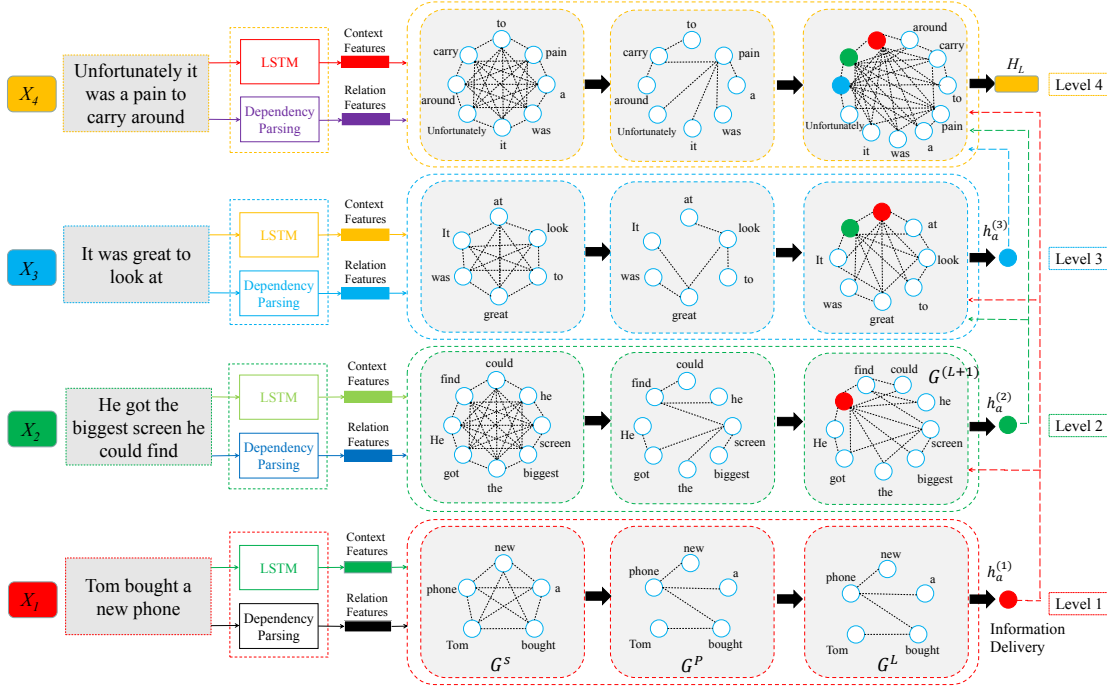 X4
Unfortunately it
was a pain to
carry around
LSTM
Dependency
Parsing
Context
Features
Relation
Features
to
carry
pain
around
a
Unfortunately
was
it
to
carry
pain
around
a
Unfortunately
was
it
around
carry
to
pain
Unfortunately
a
it
was
H_L
Level 4
X3
It was great to
look at
LSTM
Dependency
Parsing
Context
Features
Relation
Features
at
It
look
was
to
great
at
It
look
was
to
great
at
It
look
was
to
great
h_a^(3)
Level 3
X2
He got the
biggest screen he
could find
LSTM
Dependency
Parsing
Context
Features
Relation
Features
could
find
he
He
screen
got
biggest
the
could
find
he
He
screen
got
biggest
the
find
could
G^(L+1)
he
He
screen
got
biggest
the
h_a^(2)
Level 2
X1
Tom bought a
new phone
LSTM
Dependency
Parsing
Context
Features
Relation
Features
new
phone
a
Tom
bought
G^S
new
phone
a
Tom
bought
G^P
new
phone
a
Tom
bought
G^L
h_a^(1)
Level 1
Information
Delivery